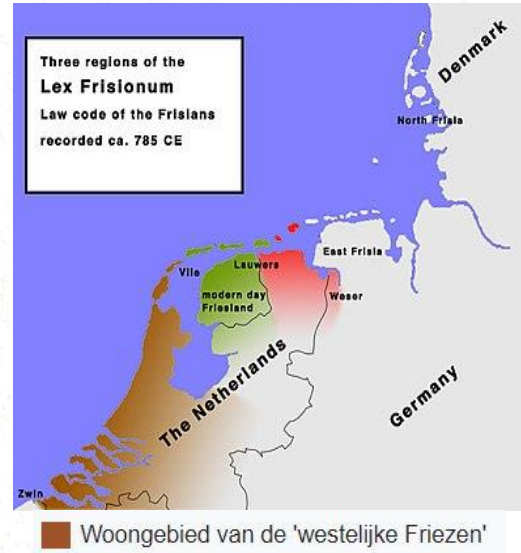 Three regions of the
Lex Frisionum
Law code of the Frisians
recorded ca. 785 CE
Denmark
North Frisia
East Frisia
Vlie
Lauwers
Weser
modern day
Friesland
The Netherlands
Germany
Zwin
Woongebied van de 'westelijke Friezen'